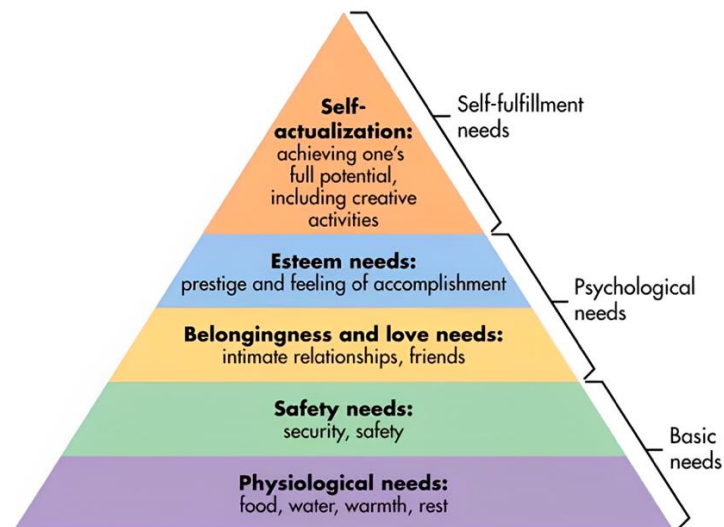 Self-
actualization:
achieving one's
full potential,
including creative
activities
Self-fulfillment
needs
Esteem needs:
prestige and feeling of accomplishment
Psychological
needs
Belongingness and love needs:
intimate relationships, friends
Safety needs:
security, safety
Basic
needs
Physiological needs:
food, water, warmth, rest